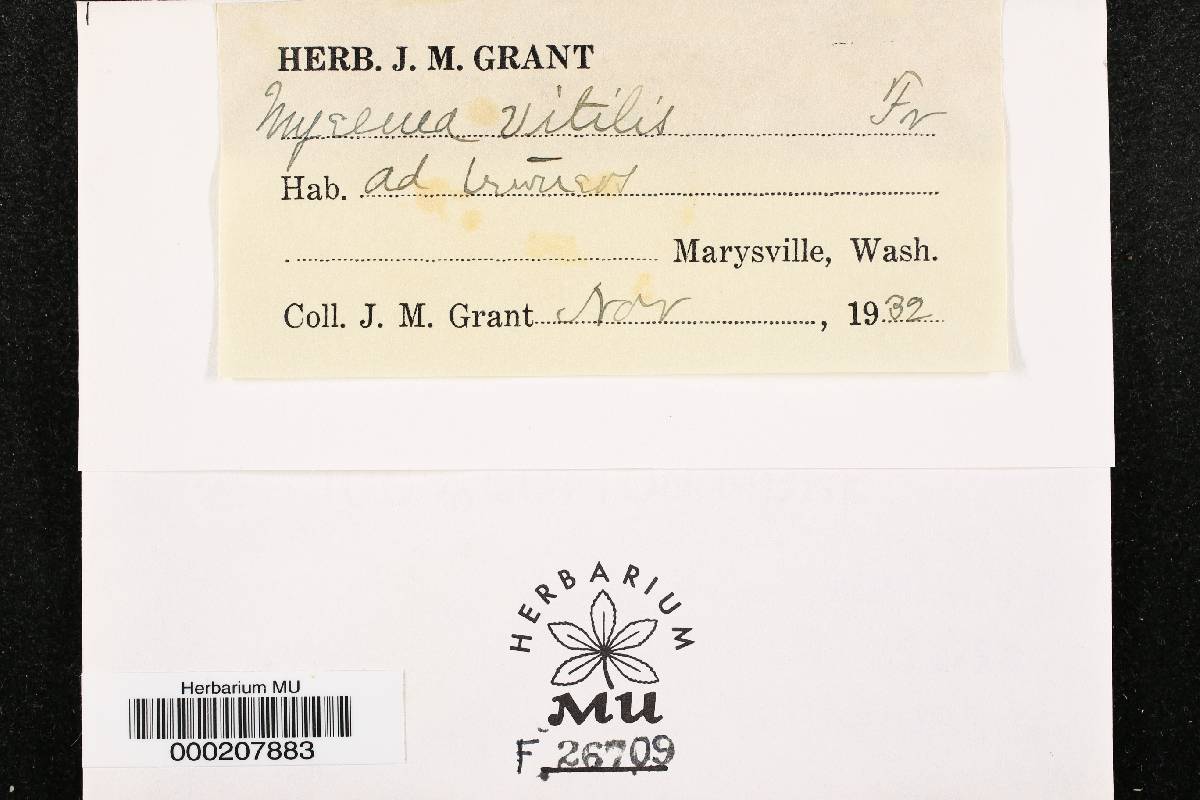 HERB. J. M. GRANT
Mycena vitilis Fr
Hab. ad truncos
Marysville, Wash.
Coll. J. M. Grant Nov, 1932
HERBARIUM
MU
F. 26709
Herbarium MU
000207883